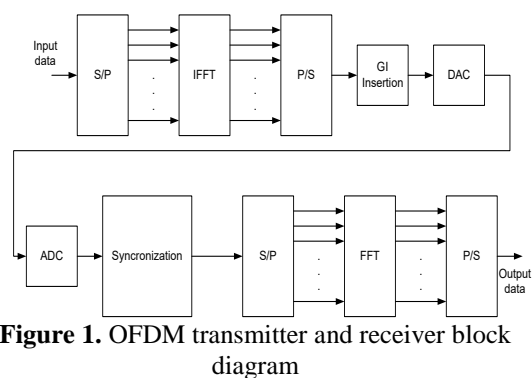 Input
data
S/P
IFFT
P/S
GI
Insertion
DAC
ADC
Syncronization
S/P
FFT
P/S
Output
data
Figure 1. OFDM transmitter and receiver block
diagram